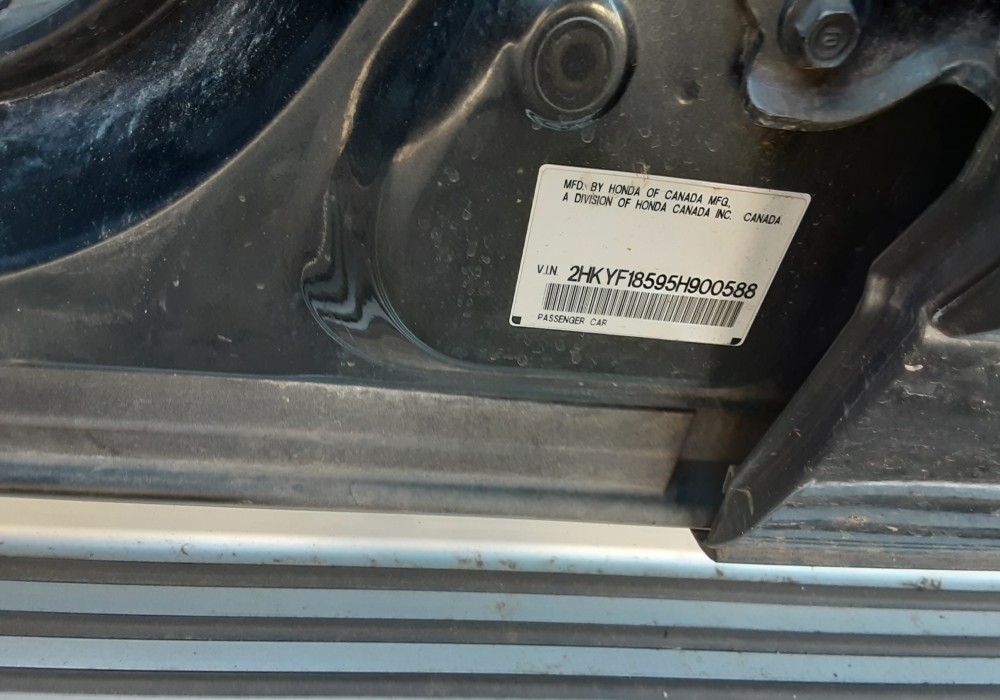 MFD. BY HONDA OF CANADA MFG.
A DIVISION OF HONDA CANADA INC. CANADA
V.I.N. 2HKYF18595H900588
PASSENGER CAR